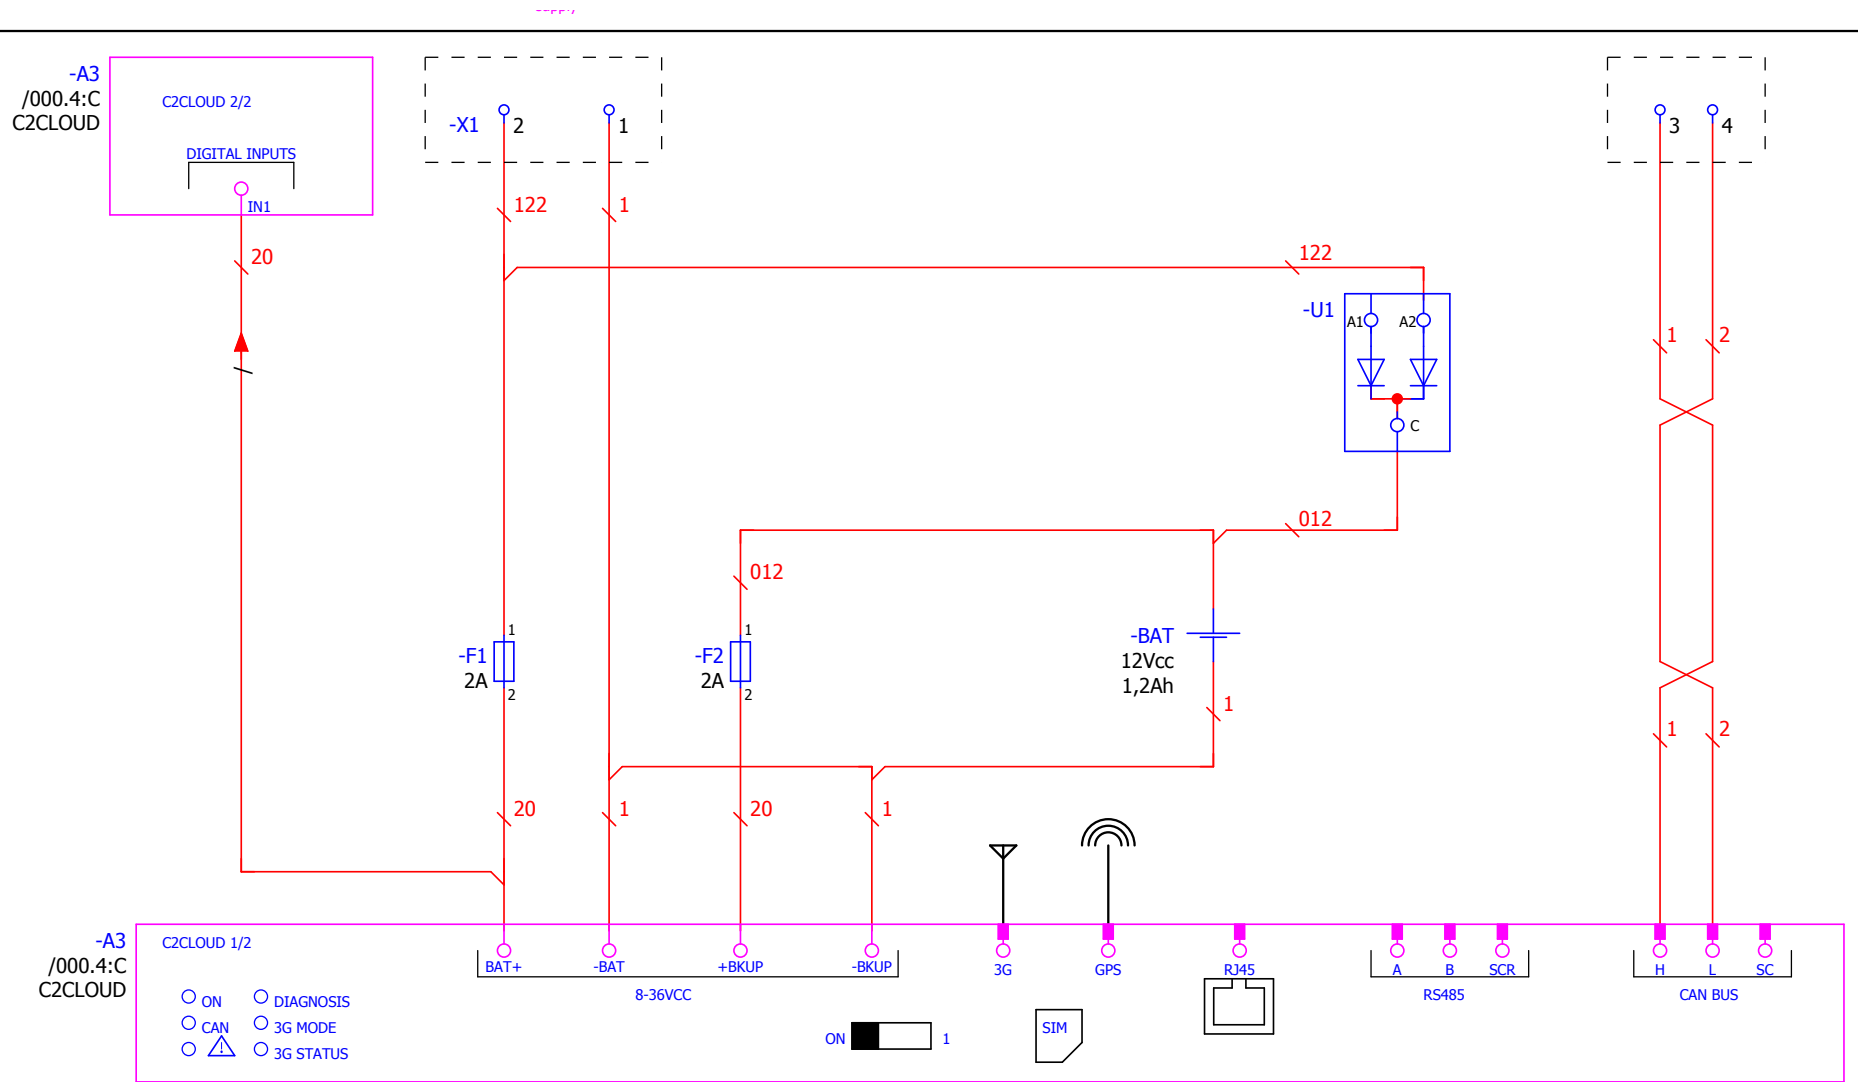 -A3
/000.4:C
C2CLOUD
C2CLOUD 2/2
DIGITAL INPUTS
IN1
-X1
2
1
3
4
122
1
20
122
-U1
A1
A2
C
1
2
012
012
1
-F1
2A
2
1
-F2
2A
2
-BAT
12Vcc
1,2Ah
1
1
2
20
1
20
1
-A3
/000.4:C
C2CLOUD
C2CLOUD 1/2
BAT+
-BAT
+BKUP
-BKUP
3G
GPS
RJ45
A
B
SCR
H
L
SC
8-36VCC
RS485
CAN BUS
ON
DIAGNOSIS
CAN
3G MODE
!
3G STATUS
ON
1
SIM